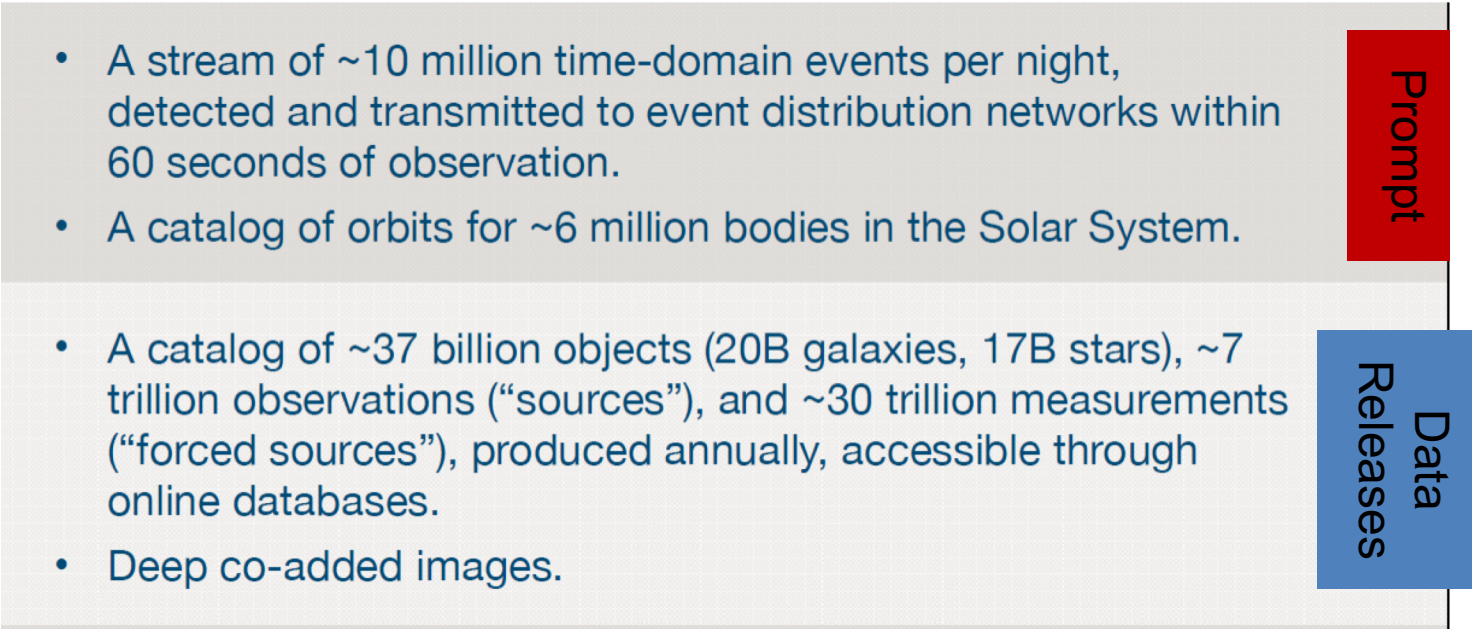 • A stream of ~10 million time-domain events per night,
detected and transmitted to event distribution networks within
60 seconds of observation.
• A catalog of orbits for ~6 million bodies in the Solar System.
Prompt
• A catalog of ~37 billion objects (20B galaxies, 17B stars), ~7
trillion observations (“sources”), and ~30 trillion measurements
(“forced sources”), produced annually, accessible through
online databases.
• Deep co-added images.
Data
Releases